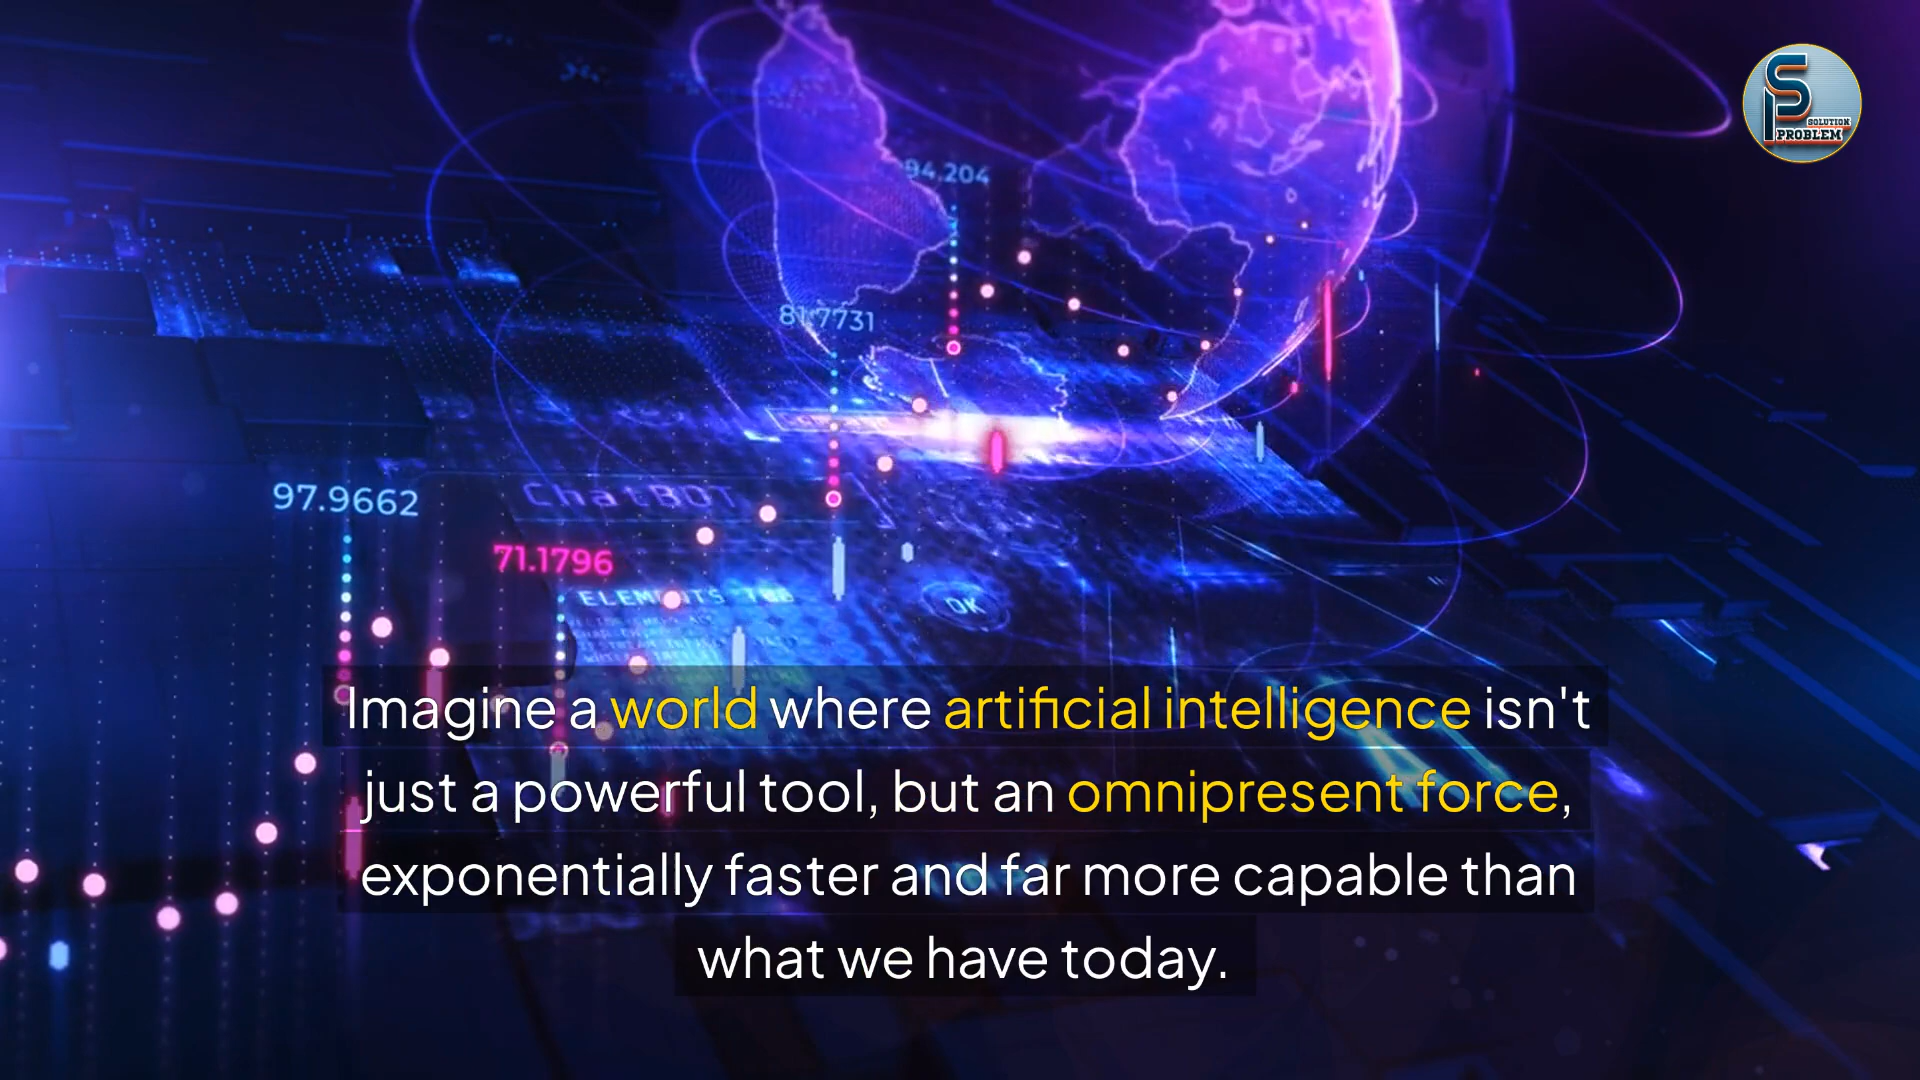 SOLUTION
PROBLEM
94.204
81.7731
97.9662
ChatBOT
71.1796
ELEMENTS
OK
Imagine a world where artificial intelligence isn't
just a powerful tool, but an omnipresent force,
exponentially faster and far more capable than
what we have today.